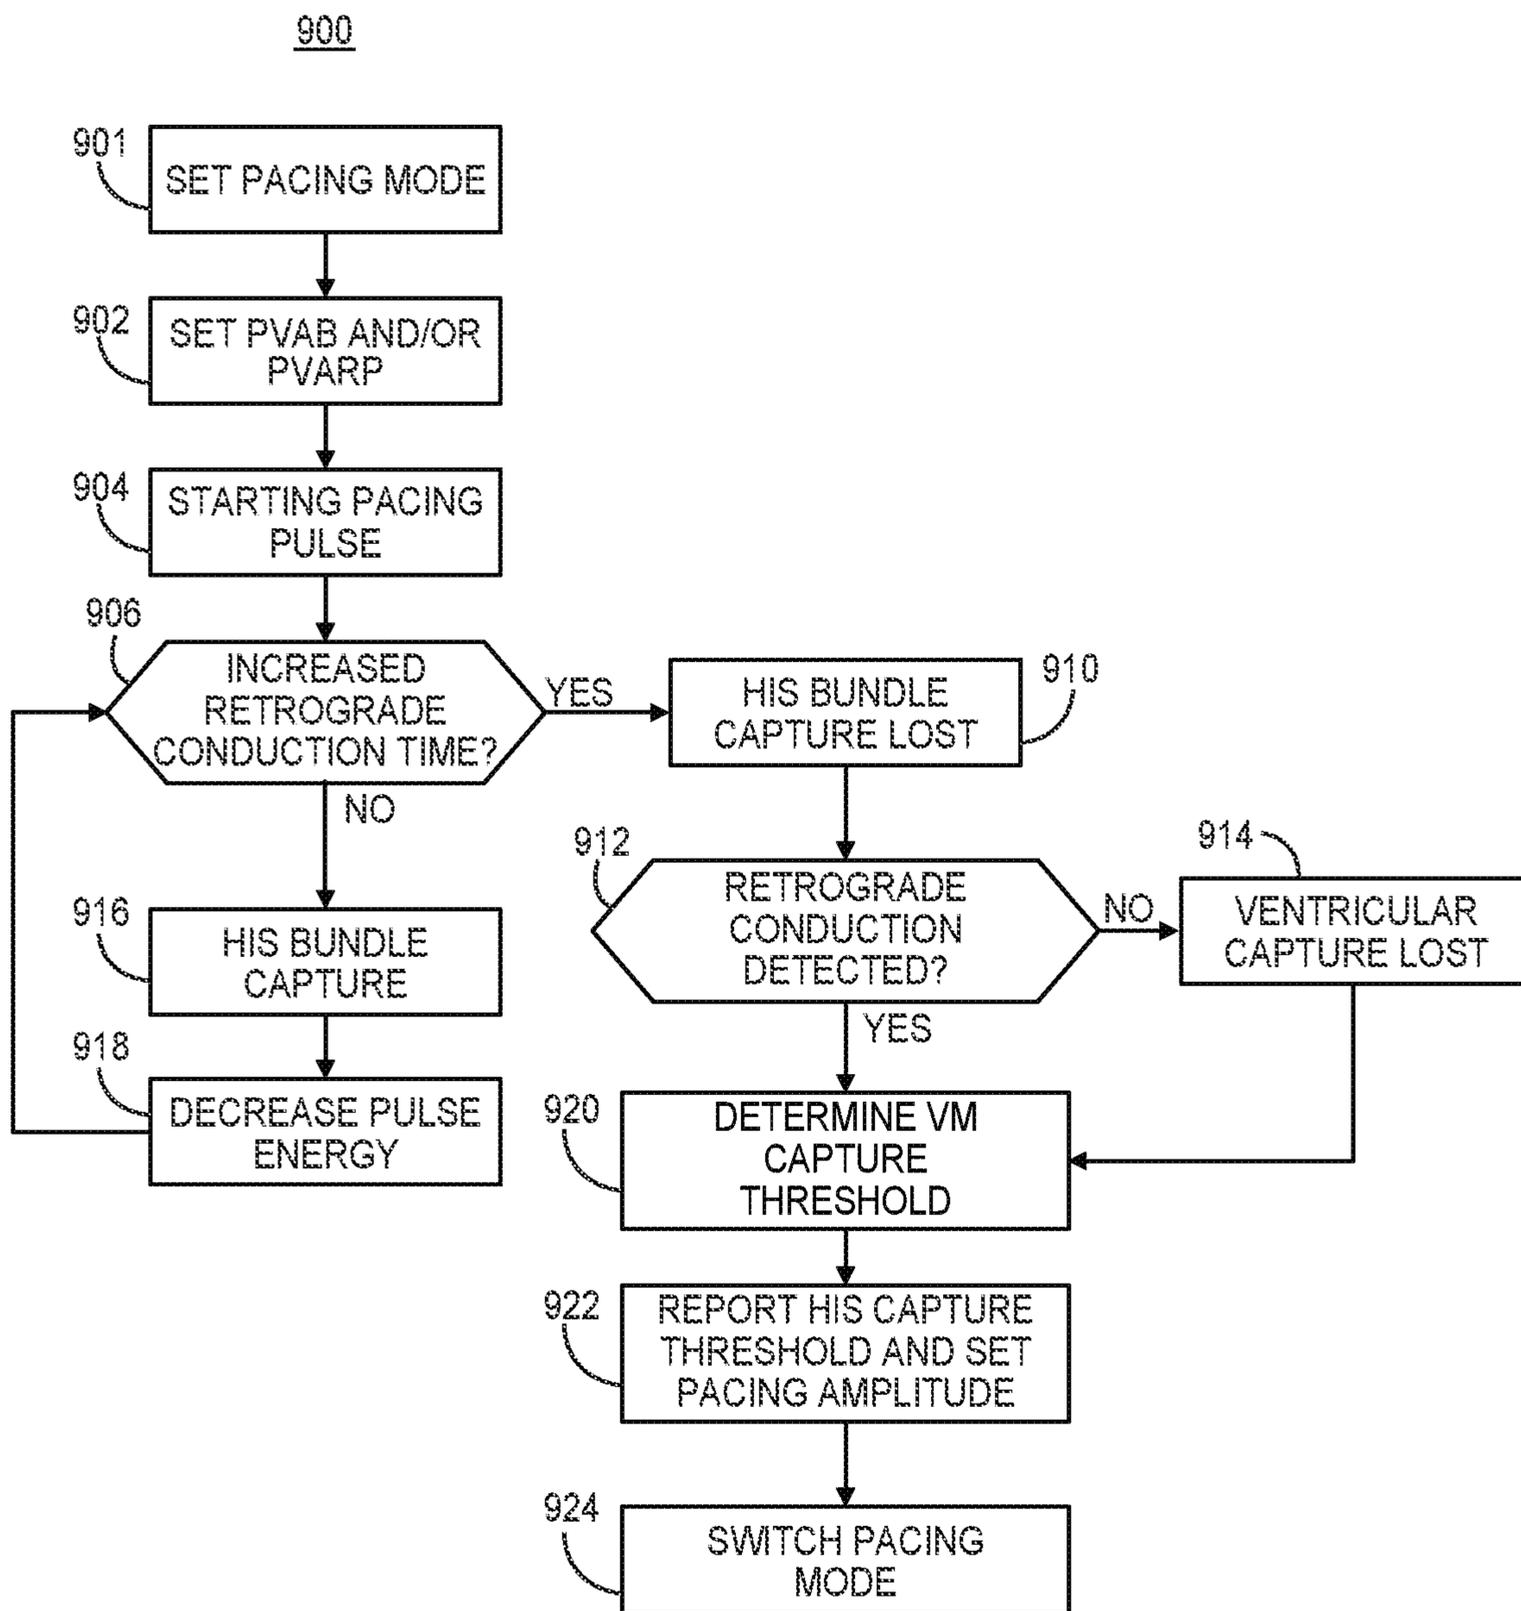 900
901
SET PACING MODE
902
SET PVAB AND/OR
PVARP
904
STARTING PACING
PULSE
906
INCREASED
RETROGRADE
CONDUCTION TIME?
YES
NO
910
HIS BUNDLE
CAPTURE LOST
912
RETROGRADE
CONDUCTION
DETECTED?
NO
YES
914
VENTRICULAR
CAPTURE LOST
916
HIS BUNDLE
CAPTURE
918
DECREASE PULSE
ENERGY
920
DETERMINE VM
CAPTURE
THRESHOLD
922
REPORT HIS CAPTURE
THRESHOLD AND SET
PACING AMPLITUDE
924
SWITCH PACING
MODE